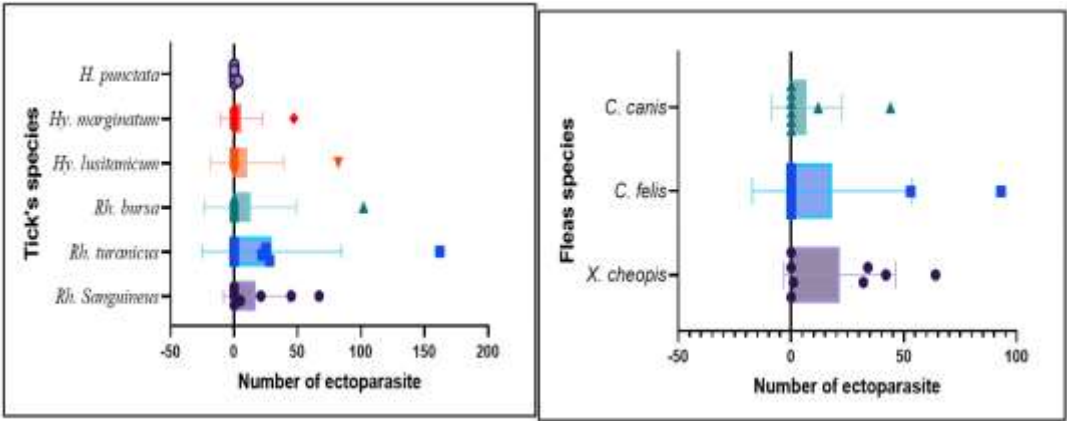 Tick's species
H. punctata
Hy. marginatum
Hy. lusitanicum
Rh. bursa
Rh. turanicus
Rh. Sanguineus
-50 0 50 100 150 200
Number of ectoparasite
Fleas species
C. canis
C. felis
X. cheopis
-50 0 50 100
Number of ectoparasite